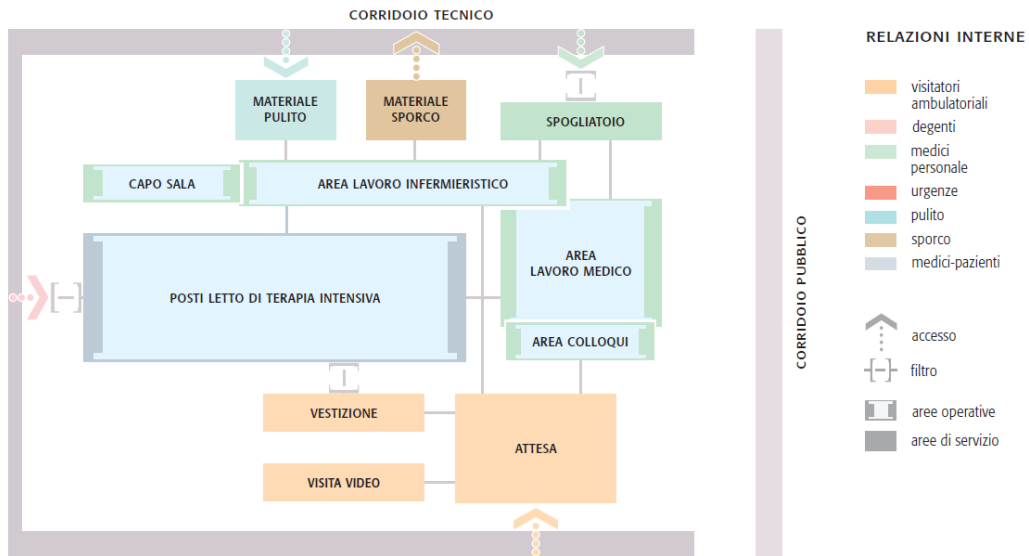 CORRIDOIO TECNICO
RELAZIONI INTERNE
MATERIALE
PULITO
MATERIALE
SPORCO
SPOGLIATOIO
CAPO SALA
AREA LAVORO INFERMIERISTICO
AREA
LAVORO MEDICO
POSTI LETTO DI TERAPIA INTENSIVA
AREA COLLOQUI
VESTIZIONE
ATTESA
VISITA VIDEO
CORRIDOIO PUBBLICO
visitatori
ambulatoriali
degenti
medici
personale
urgenze
pulito
sporco
medici-pazienti
accesso
filtro
aree operative
aree di servizio